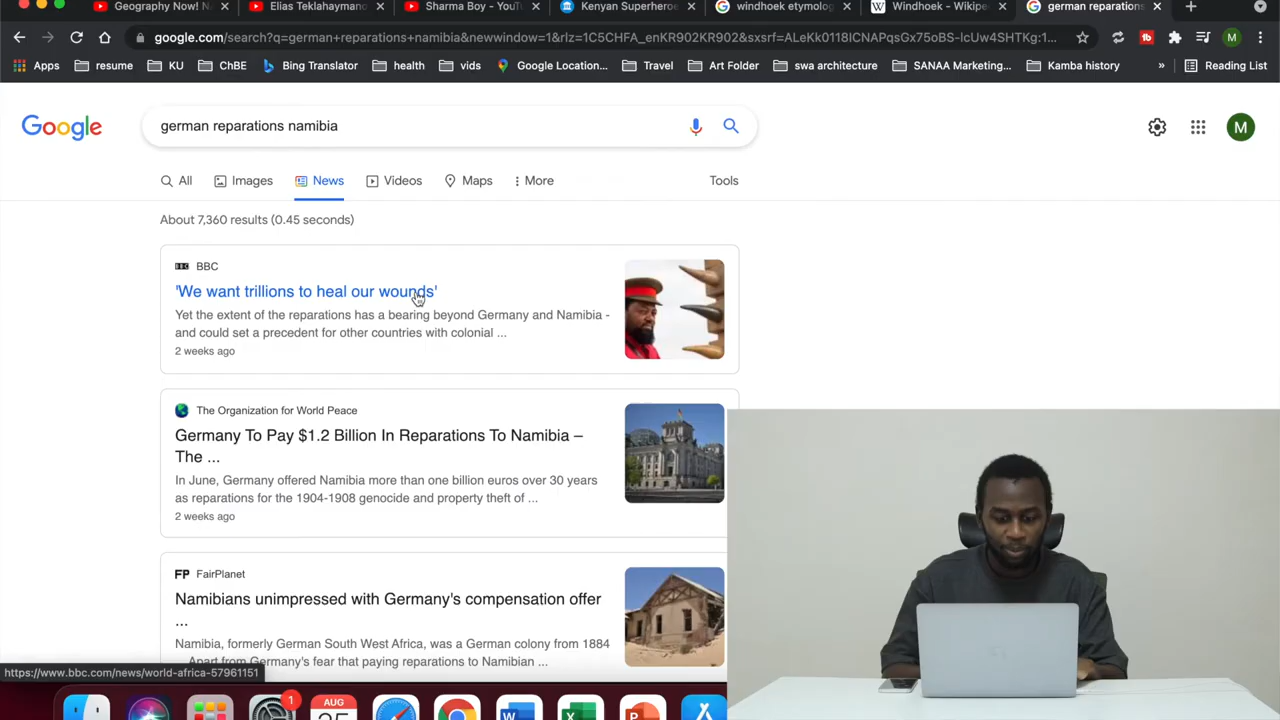 Geography Now! N
Elias Teklahaymano
Sharma Boy - YouTu
Kenyan Superheroe
windhoek etymolog
Windhoek - Wikipe
german reparations
google.com/search?q=german+reparations+namibia&newwindow=1&rlz=1C5CHFA_enKR902KR902&sxsrf=ALeKk0118ICNAPqsGx75oBS-lcUw4SHTKg:1...
M
Apps
resume
KU
ChBE
Bing Translator
health
vids
Google Location...
Travel
Art Folder
swa architecture
SANAA Marketing...
Kamba history
»
Reading List
Google
german reparations namibia
M
All
Images
News
Videos
Maps
More
Tools
About 7,360 results (0.45 seconds)
BBC
'We want trillions to heal our wounds'
Yet the extent of the reparations has a bearing beyond Germany and Namibia -
and could set a precedent for other countries with colonial ...
2 weeks ago
The Organization for World Peace
Germany To Pay $1.2 Billion In Reparations To Namibia –
The ...
In June, Germany offered Namibia more than one billion euros over 30 years
as reparations for the 1904-1908 genocide and property theft of ...
2 weeks ago
FP FairPlanet
Namibians unimpressed with Germany's compensation offer
...
Namibia, formerly German South West Africa, was a German colony from 1884
Apart from Germany's fear that paying reparations to Namibian ...
https://www.bbc.com/news/world-africa-57961151
1
AUG
W
X
P